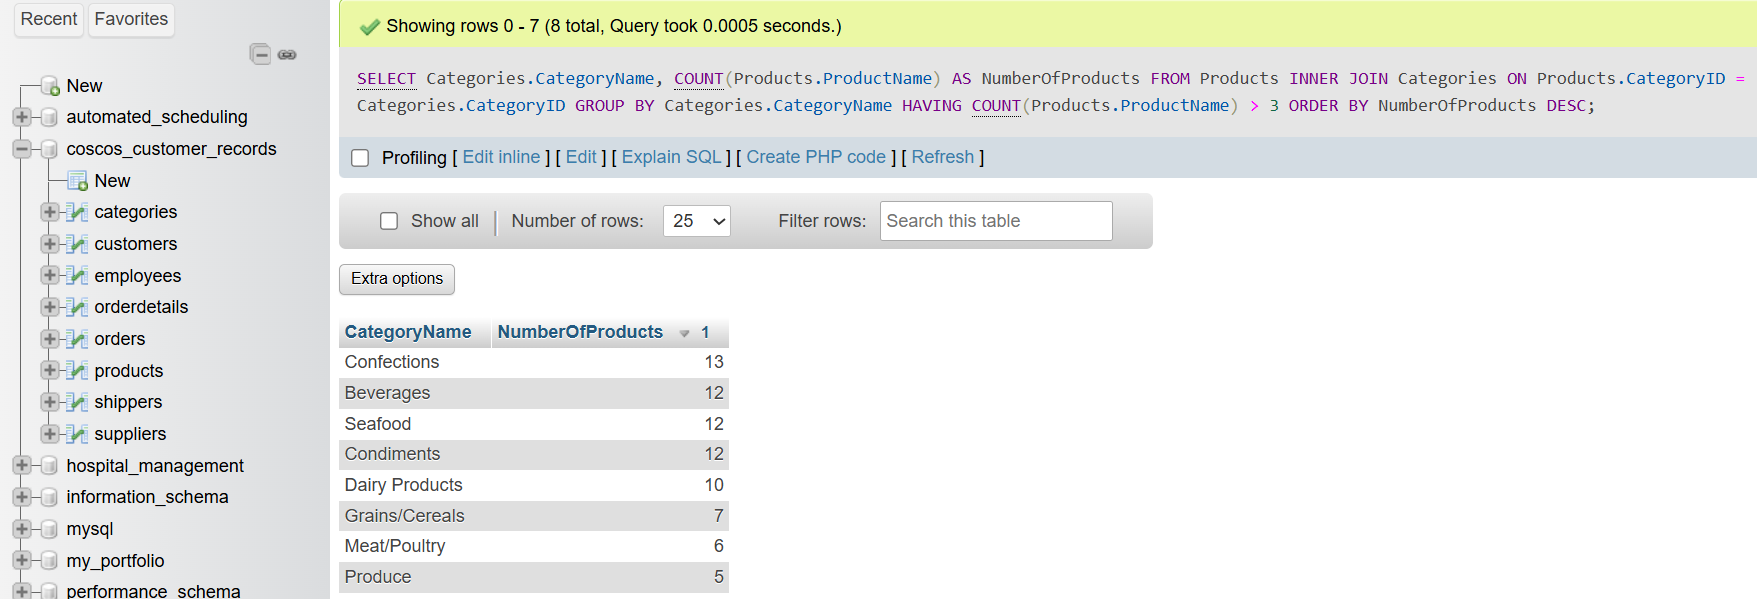 Recent Favorites
New
automated_scheduling
coscos_customer_records
New
categories
customers
employees
orderdetails
orders
products
shippers
suppliers
hospital_management
information_schema
mysql
my_portfolio
performance_schema
Showing rows 0 - 7 (8 total, Query took 0.0005 seconds.)
SELECT Categories.CategoryName, COUNT(Products.ProductName) AS NumberOfProducts FROM Products INNER JOIN Categories ON Products.CategoryID =
Categories.CategoryID GROUP BY Categories.CategoryName HAVING COUNT(Products.ProductName) > 3 ORDER BY NumberOfProducts DESC;
Profiling [ Edit inline ] [ Edit ] [ Explain SQL ] [ Create PHP code ] [ Refresh ]
Show all | Number of rows: 25 Filter rows: Search this table
Extra options
CategoryName NumberOfProducts 1
Confections 13
Beverages 12
Seafood 12
Condiments 12
Dairy Products 10
Grains/Cereals 7
Meat/Poultry 6
Produce 5